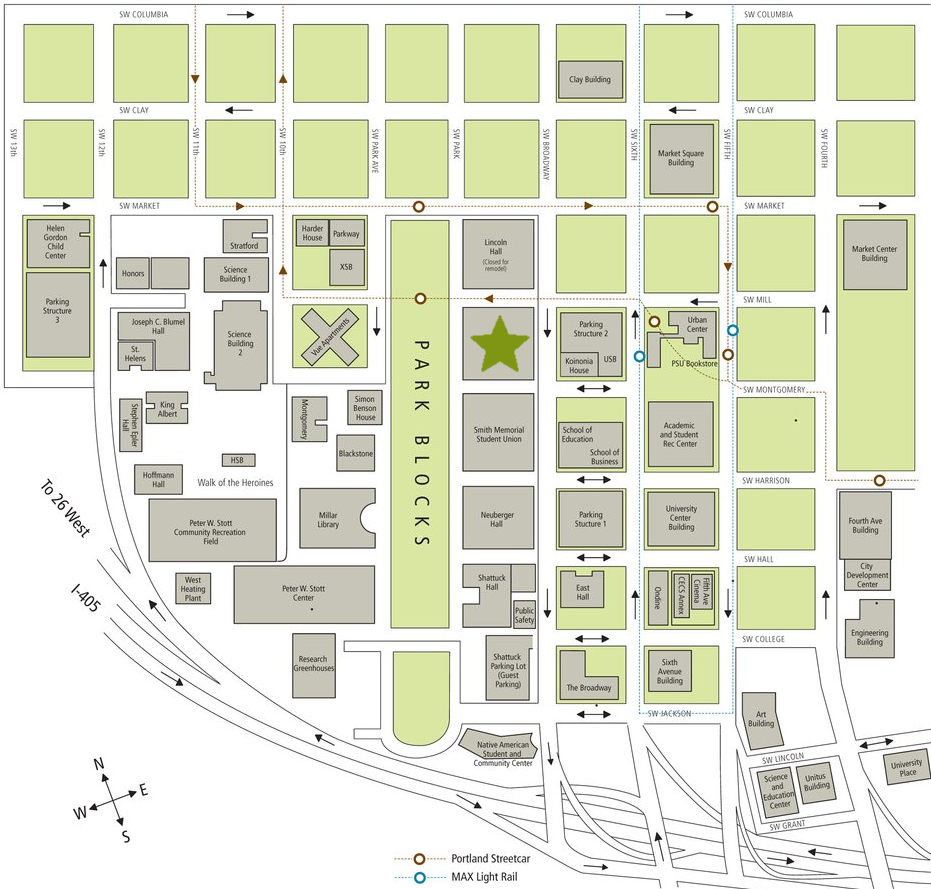 SW COLUMBIA
SW COLUMBIA
Clay Building
SW CLAY
SW CLAY
SW 13th
SW 12th
SW 11th
SW 10th
SW PARK AVE
SW PARK
SW BROADWAY
SW SIXTH
SW FIFTH
SW FOURTH
Market Square
Building
SW MARKET
SW MARKET
Helen
Gordon
Child
Center
Stratford
Harder
House
Parkway
XSB
Lincoln
Hall
(Closed for
remodel)
Market Center
Building
Honors
Science
Building 1
Parking
Structure
3
SW MILL
Joseph C. Blumel
Hall
St.
Helens
Science
Building
2
Vue Apartments
PARK BLOCKS
Parking
Structure 2
Koinonia
House
USB
Urban
Center
PSU Bookstore
SW MONTGOMERY
Stephen Epler
Hall
King
Albert
Montgomery
Simon
Benson
House
Blackstone
Smith Memorial
Student Union
School of
Education
School of
Business
Academic
and Student
Rec Center
HSB
Hoffmann
Hall
Walk of the Heroines
SW HARRISON
To 26 West
Peter W. Stott
Community Recreation
Field
Millar
Library
Neuberger
Hall
Parking
Stucture 1
University
Center
Building
Fourth Ave
Building
SW HALL
City
Development
Center
I-405
West
Heating
Plant
Peter W. Stott
Center
Shattuck
Hall
Public
Safety
East
Hall
Ondine
CECS Annex
Fifth Ave
Cinema
Engineering
Building
SW COLLEGE
Research
Greenhouses
Shattuck
Parking Lot
(Guest
Parking)
The Broadway
Sixth
Avenue
Building
SW JACKSON
Art
Building
Native American
Student and
Community Center
SW LINCOLN
Science
and
Education
Center
Unitus
Building
University
Place
SW GRANT
N
W E
S
Portland Streetcar
MAX Light Rail